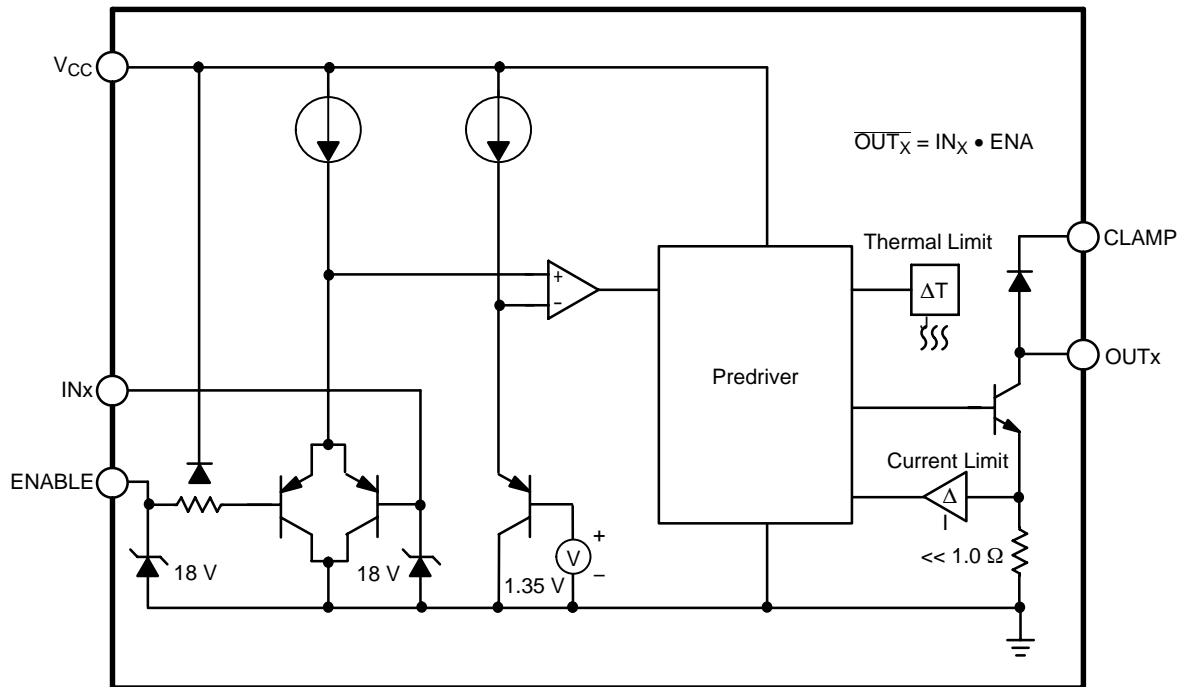 V_CC
OUT_X = IN_X • ENA
CLAMP
Thermal Limit
+
−
ΔT
OUTx
INx
Predriver
ENABLE
Current Limit
Δ
I
+
V
−
18 V
18 V
1.35 V
<< 1.0 Ω